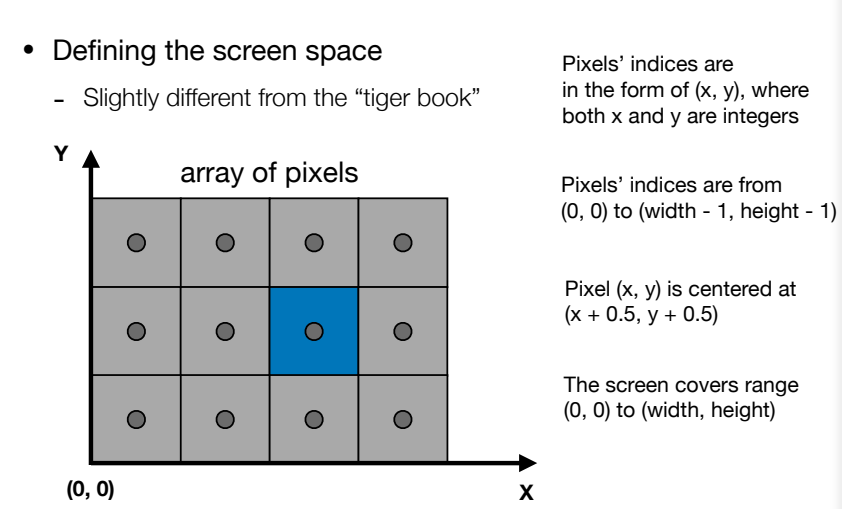 • Defining the screen space
- Slightly different from the “tiger book”
Y
array of pixels
(0, 0)
X
Pixels’ indices are
in the form of (x, y), where
both x and y are integers
Pixels’ indices are from
(0, 0) to (width - 1, height - 1)
Pixel (x, y) is centered at
(x + 0.5, y + 0.5)
The screen covers range
(0, 0) to (width, height)